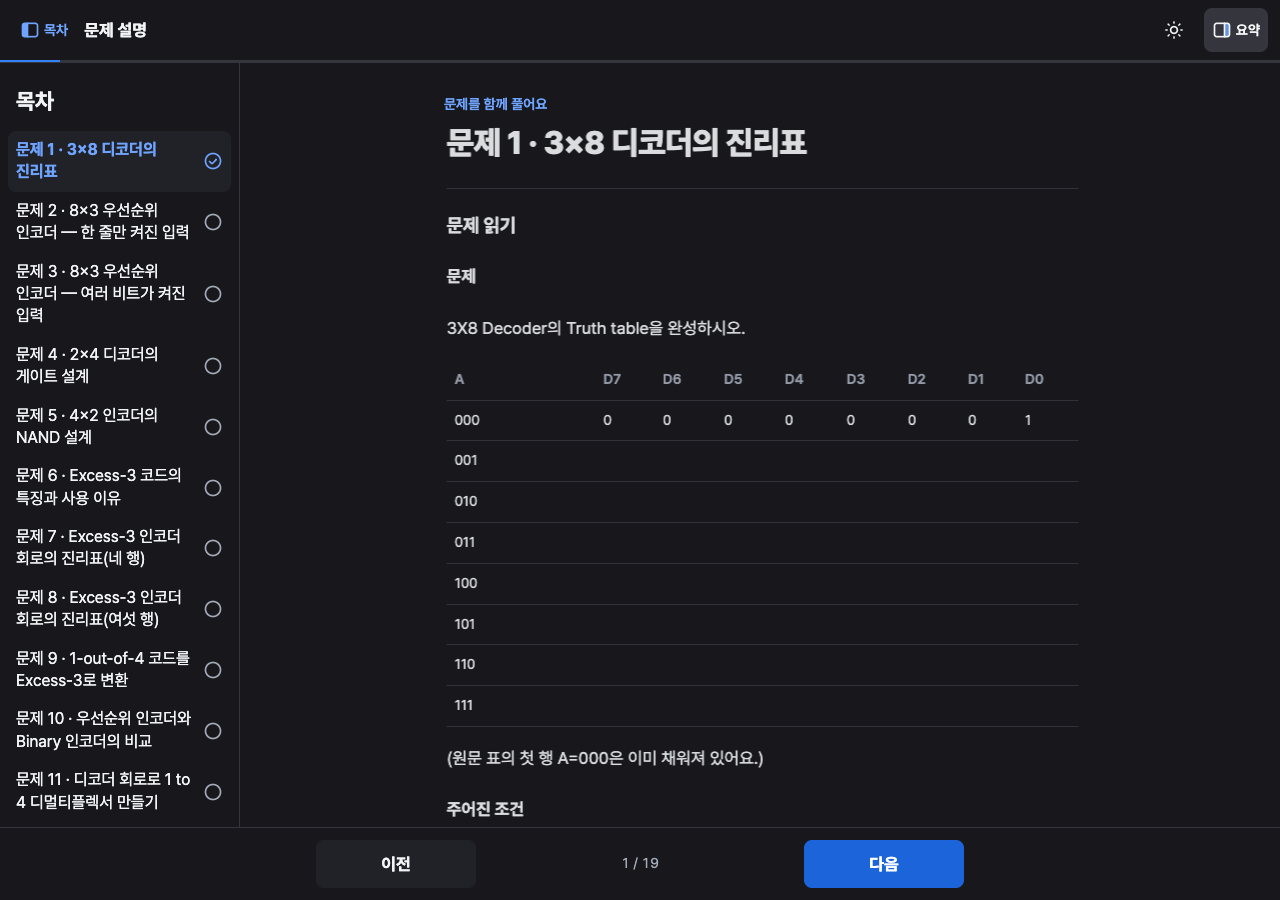 목차 문제 설명
요약
목차
문제 1 · 3×8 디코더의
진리표
문제 2 · 8×3 우선순위
인코더 — 한 줄만 켜진 입력
문제 3 · 8×3 우선순위
인코더 — 여러 비트가 켜진
입력
문제 4 · 2×4 디코더의
게이트 설계
문제 5 · 4×2 인코더의
NAND 설계
문제 6 · Excess-3 코드의
특징과 사용 이유
문제 7 · Excess-3 인코더
회로의 진리표(네 행)
문제 8 · Excess-3 인코더
회로의 진리표(여섯 행)
문제 9 · 1-out-of-4 코드를
Excess-3로 변환
문제 10 · 우선순위 인코더와
Binary 인코더의 비교
문제 11 · 디코더 회로로 1 to
4 디멀티플렉서 만들기
문제를 함께 풀어요
문제 1 · 3×8 디코더의 진리표
문제 읽기
문제
3X8 Decoder의 Truth table을 완성하시오.
A D7 D6 D5 D4 D3 D2 D1 D0
000 0 0 0 0 0 0 0 1
001
010
011
100
101
110
111
(원문 표의 첫 행 A=000은 이미 채워져 있어요.)
주어진 조건
이전 1 / 19 다음